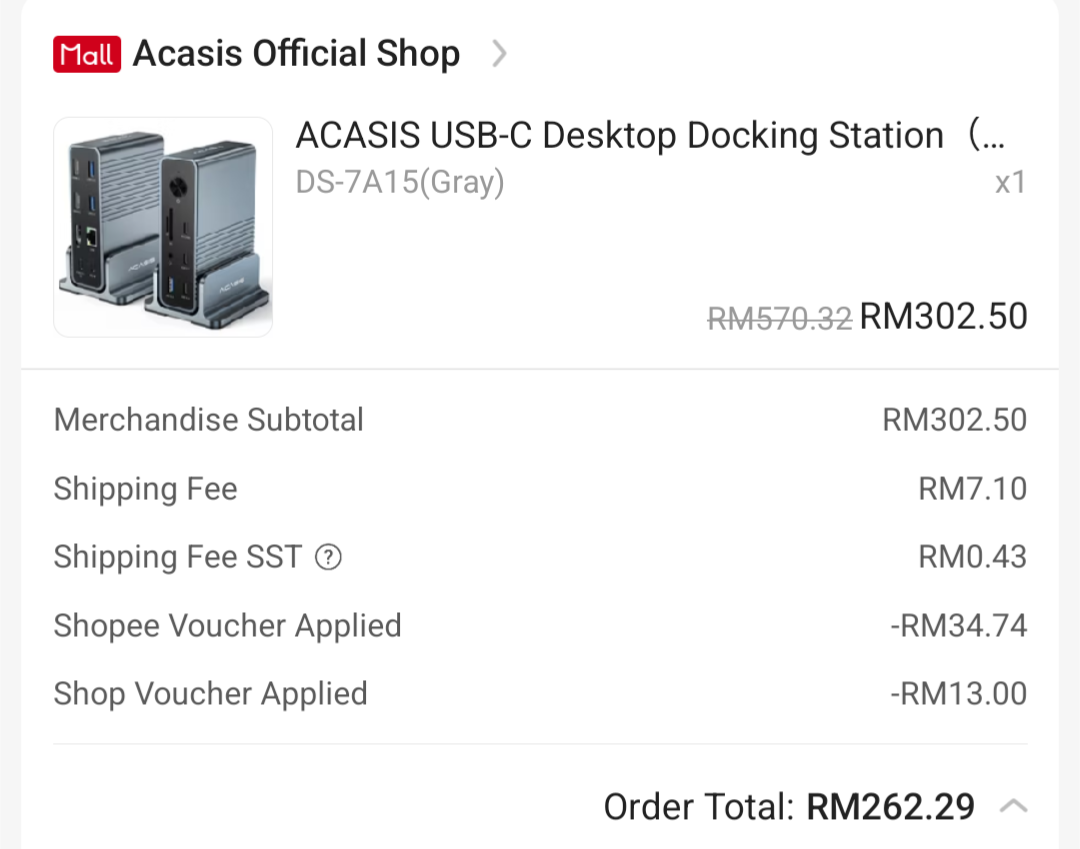 Mall Acasis Official Shop
ACASIS USB-C Desktop Docking Station（...
DS-7A15(Gray) x1
RM570.32 RM302.50
Merchandise Subtotal RM302.50
Shipping Fee RM7.10
Shipping Fee SST ? RM0.43
Shopee Voucher Applied -RM34.74
Shop Voucher Applied -RM13.00
Order Total: RM262.29
ACASIS
ACASIS